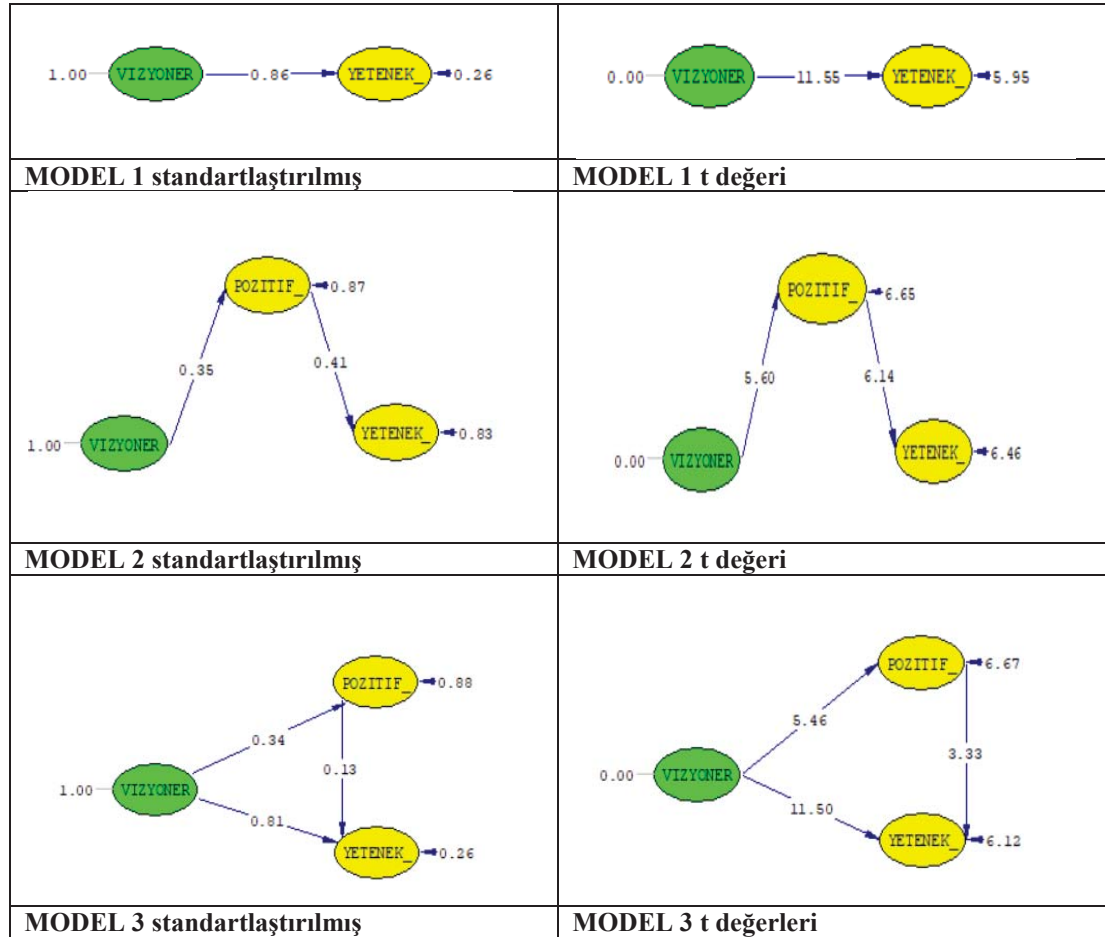 1.00 VIZYONER 0.86 YETENEK_ 0.26
0.00 VIZYONER 11.55 YETENEK_ 5.95
MODEL 1 standartlaştırılmış
MODEL 1 t değeri
POZITIF_ 0.87
0.35 0.41
1.00 VIZYONER YETENEK_ 0.83
POZITIF_ 6.65
5.60 6.14
0.00 VIZYONER YETENEK_ 6.46
MODEL 2 standartlaştırılmış
MODEL 2 t değeri
POZITIF_ 0.88
0.34
0.13
1.00 VIZYONER
0.81
YETENEK_ 0.26
POZITIF_ 6.67
5.46
3.33
0.00 VIZYONER
11.50
YETENEK_ 6.12
MODEL 3 standartlaştırılmış
MODEL 3 t değerleri